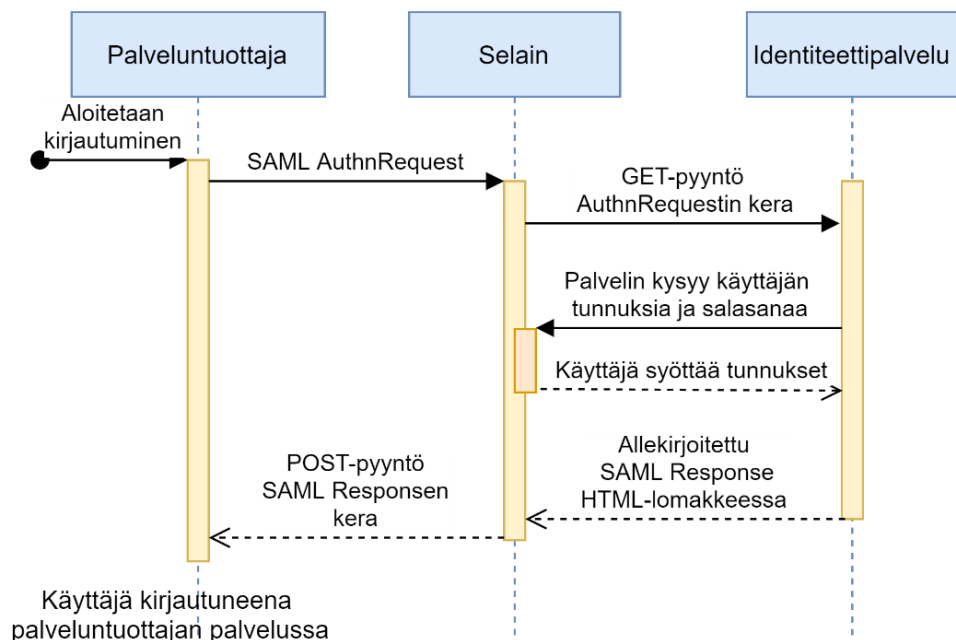 Palveluntuottaja
Selain
Identiteettipalvelu
Aloitetaan
kirjautuminen
SAML AuthnRequest
GET-pyyntö
AuthnRequestin kera
Palvelin kysyy käyttäjän
tunnuksia ja salasanaa
Käyttäjä syöttää tunnukset
Allekirjoitettu
SAML Response
HTML-lomakkeessa
POST-pyyntö
SAML Responsen
kera
Käyttäjä kirjautuneena
palveluntuottajan palvelussa